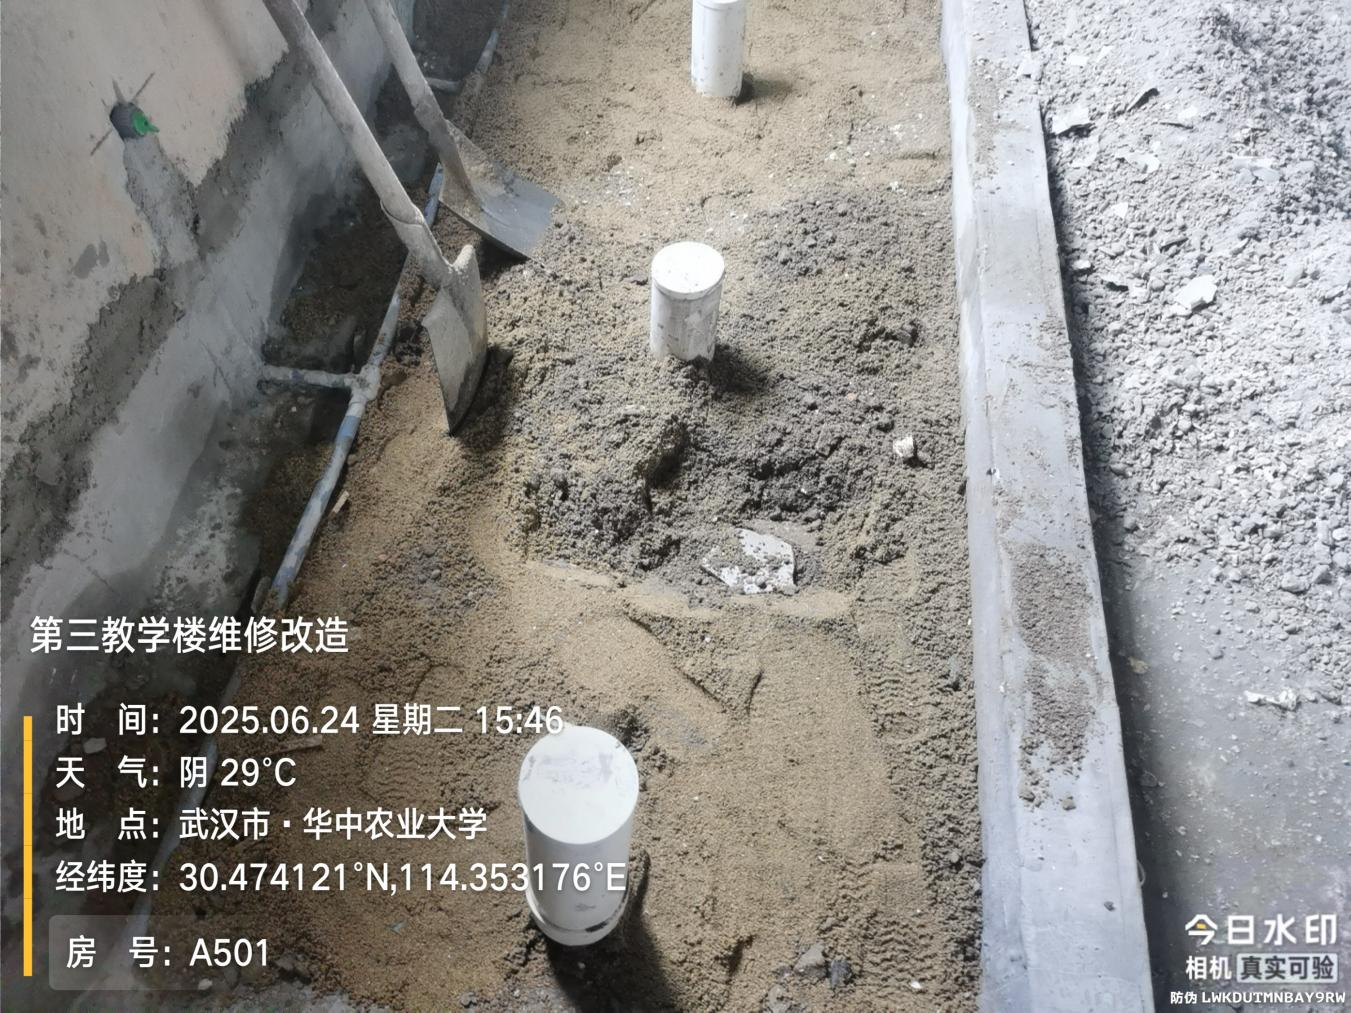 第三教学楼维修改造
时 间: 2025.06.24 星期二 15:46
天 气: 阴 29°C
地 点: 武汉市·华中农业大学
经纬度: 30.474121°N,114.353176°E
房 号: A501
今日水印
相机 真实可验
防伪 LWKDUTMNBAY9RW